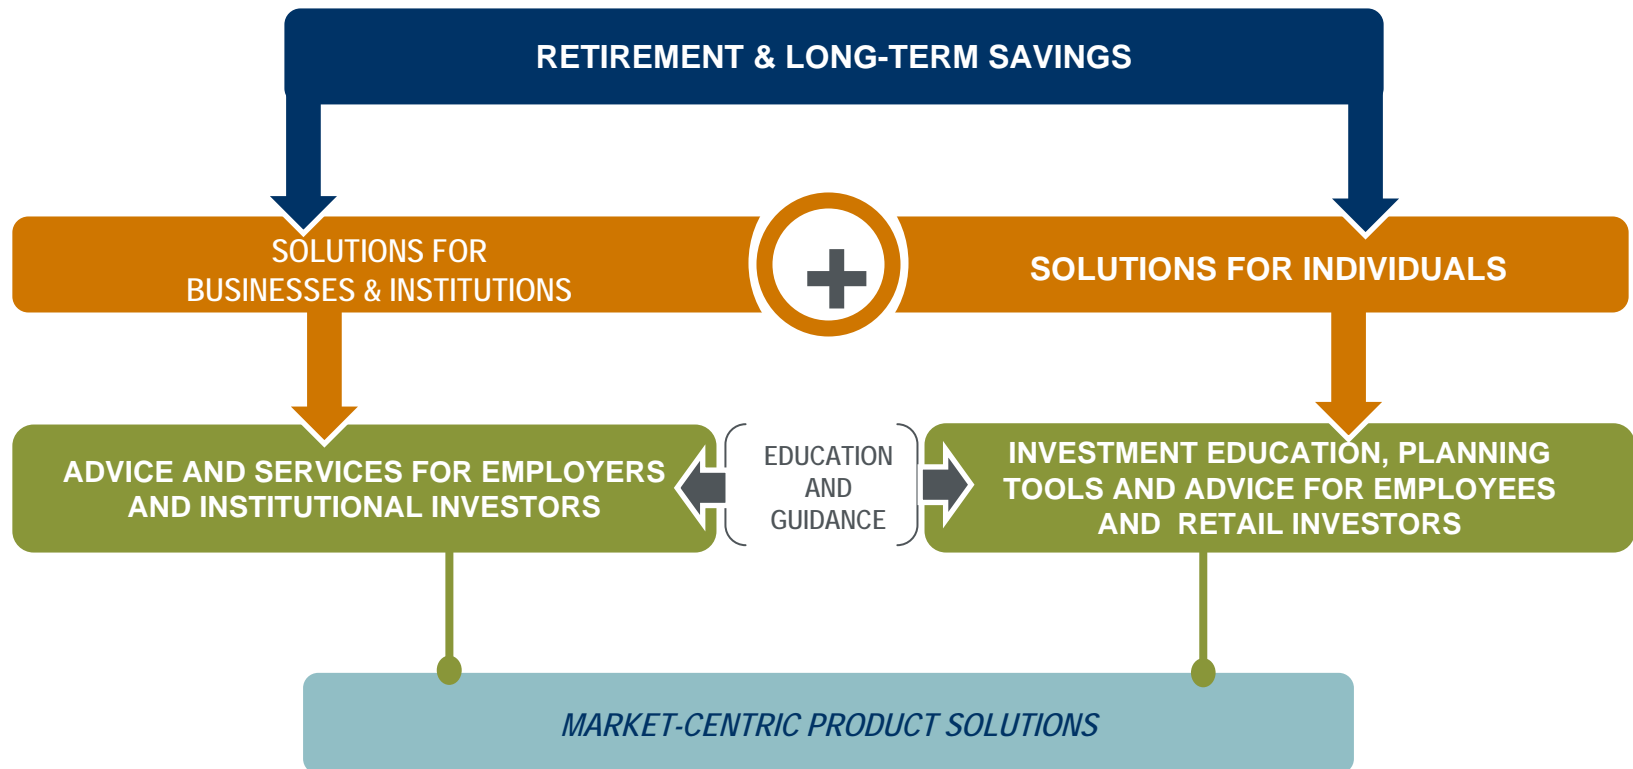 RETIREMENT & LONG-TERM SAVINGS
SOLUTIONS FOR
BUSINESSES & INSTITUTIONS
SOLUTIONS FOR INDIVIDUALS
ADVICE AND SERVICES FOR EMPLOYERS
AND INSTITUTIONAL INVESTORS
EDUCATION
AND
GUIDANCE
INVESTMENT EDUCATION, PLANNING
TOOLS AND ADVICE FOR EMPLOYEES
AND RETAIL INVESTORS
MARKET-CENTRIC PRODUCT SOLUTIONS